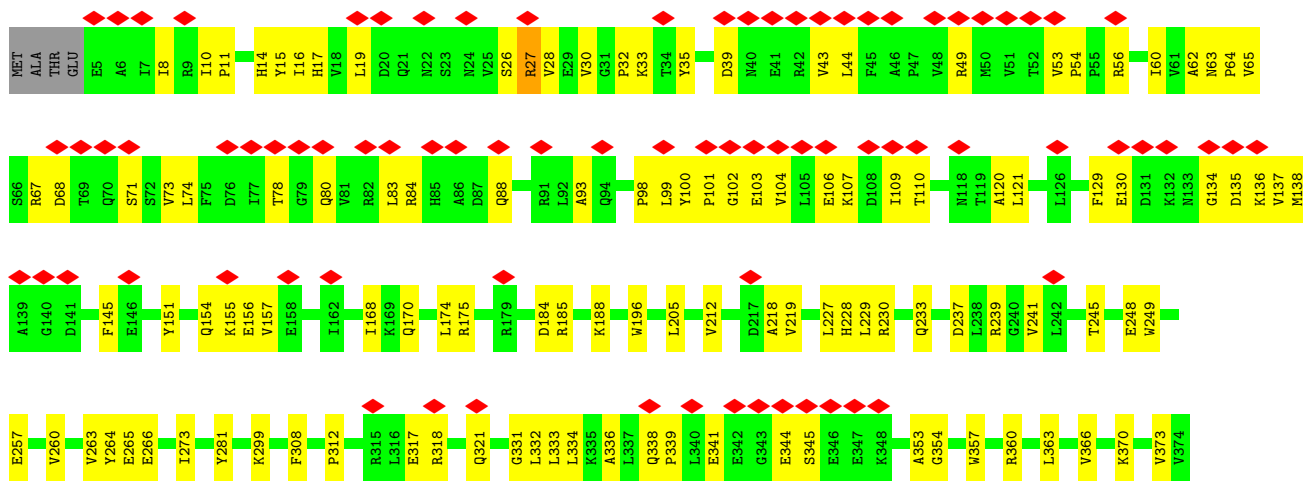 MET ALA THR GLU E5 A6 I7 I8 R9 I10 P11 H14 Y15 I16 H17 V18 L19 D20 Q21 N22 S23 N24 V25 S26 R27 V28 E29 V30 G31 P32 K33 T34 Y35 D39 N40 E41 R42 V43 L44 F45 A46 P47 V48 R49 M50 V51 T52 V53 P54 P55 R56 I60 V61 A62 N63 P64 V65
S66 R67 D68 T69 Q70 S71 S72 V73 L74 F75 D76 I77 T78 G79 Q80 V81 R82 L83 R84 H85 A86 D87 Q88 R91 L92 A93 Q94 P98 L99 Y100 P101 G102 E103 V104 L105 E106 K107 D108 I109 T110 N118 T119 A120 L121 L126 F129 E130 D131 K132 N133 G134 D135 K136 V137 M138
A139 G140 D141 F145 E146 Y151 Q154 K155 E156 V157 E158 I162 I168 K169 Q170 L174 R175 R179 D184 R185 K188 W196 L205 V212 D217 A218 V219 L227 H228 L229 R230 Q233 D237 L238 R239 G240 V241 L242 T245 E248 W249
E257 V260 V263 Y264 E265 E266 I273 Y281 K299 F308 P312 R315 L316 E317 R318 Q321 G331 L332 L333 L334 K335 A336 L337 Q338 P339 L340 E341 E342 G343 E344 S345 E346 E347 K348 A353 G354 W357 R360 L363 V366 K370 V373 V374